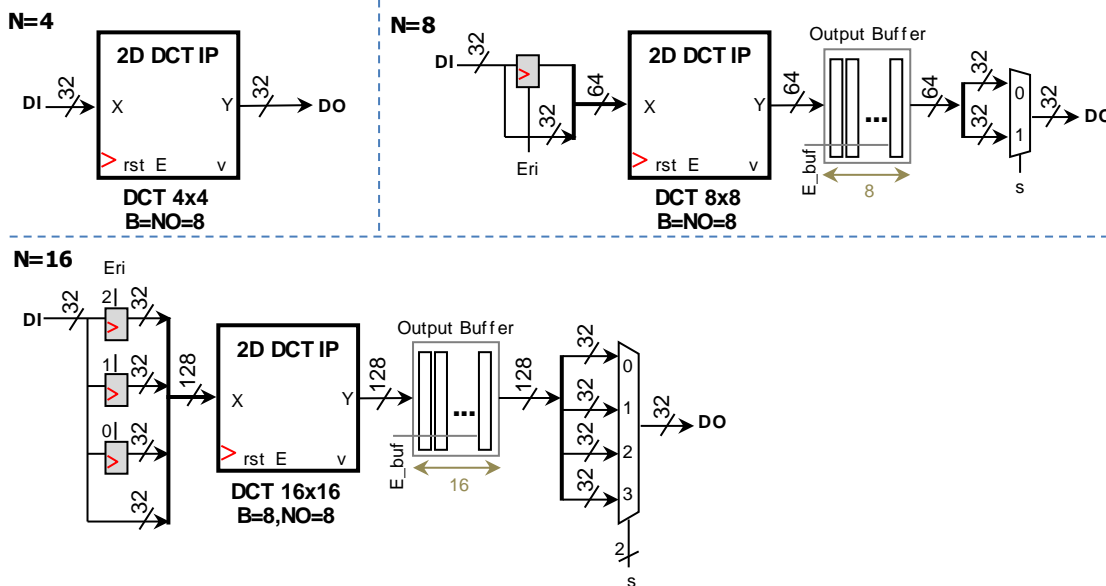 N=4
2D DCT IP
DI
32
X
Y
32
DO
rst E
v
DCT 4x4
B=NO=8
N=8
DI
32
Eri
32
64
2D DCT IP
X
Y
rst E
v
DCT 8x8
B=NO=8
64
Output Buffer
...
E_buf
8
64
32
32
0
1
s
32
DO
N=16
Eri
DI
32
2
32
1
32
0
32
32
128
2D DCT IP
X
Y
rst E
v
DCT 16x16
B=8,NO=8
128
Output Buffer
...
E_buf
16
128
32
32
32
32
0
1
2
3
2
s
32
DO